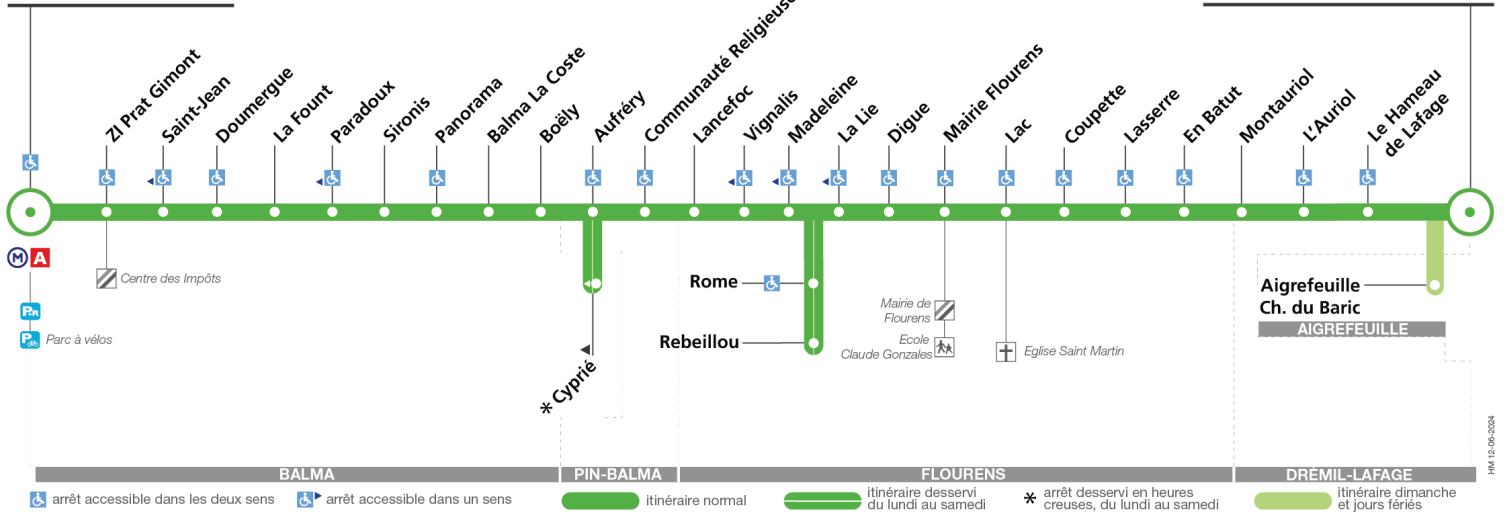 ZI Prat Gimont
Saint-Jean
Doumergue
La Fount
Paradoux
Sironis
Panorama
Balma La Coste
Boëly
Aufréry
Communauté Religieuse
Lancefoc
Vignalis
Madeleine
La Lie
Digue
Mairie Flourens
Lac
Coupette
Lasserre
En Batut
Montauriol
L'Auriol
Le Hameau
de Lafage
M A
Centre des Impôts
P+R
P
Parc à vélos
* Cyprié
Rome
Rebeillou
Mairie de
Flourens
Ecole
Claude Gonzales
Eglise Saint Martin
Aigrefeuille
Ch. du Baric
AIGREFEUILLE
HM 12-06-2024
BALMA
PIN-BALMA
FLOURENS
DRÉMIL-LAFAGE
arrêt accessible dans les deux sens
arrêt accessible dans un sens
itinéraire normal
itinéraire desservi
du lundi au samedi
* arrêt desservi en heures
creuses, du lundi au samedi
itinéraire dimanche
et jours fériés